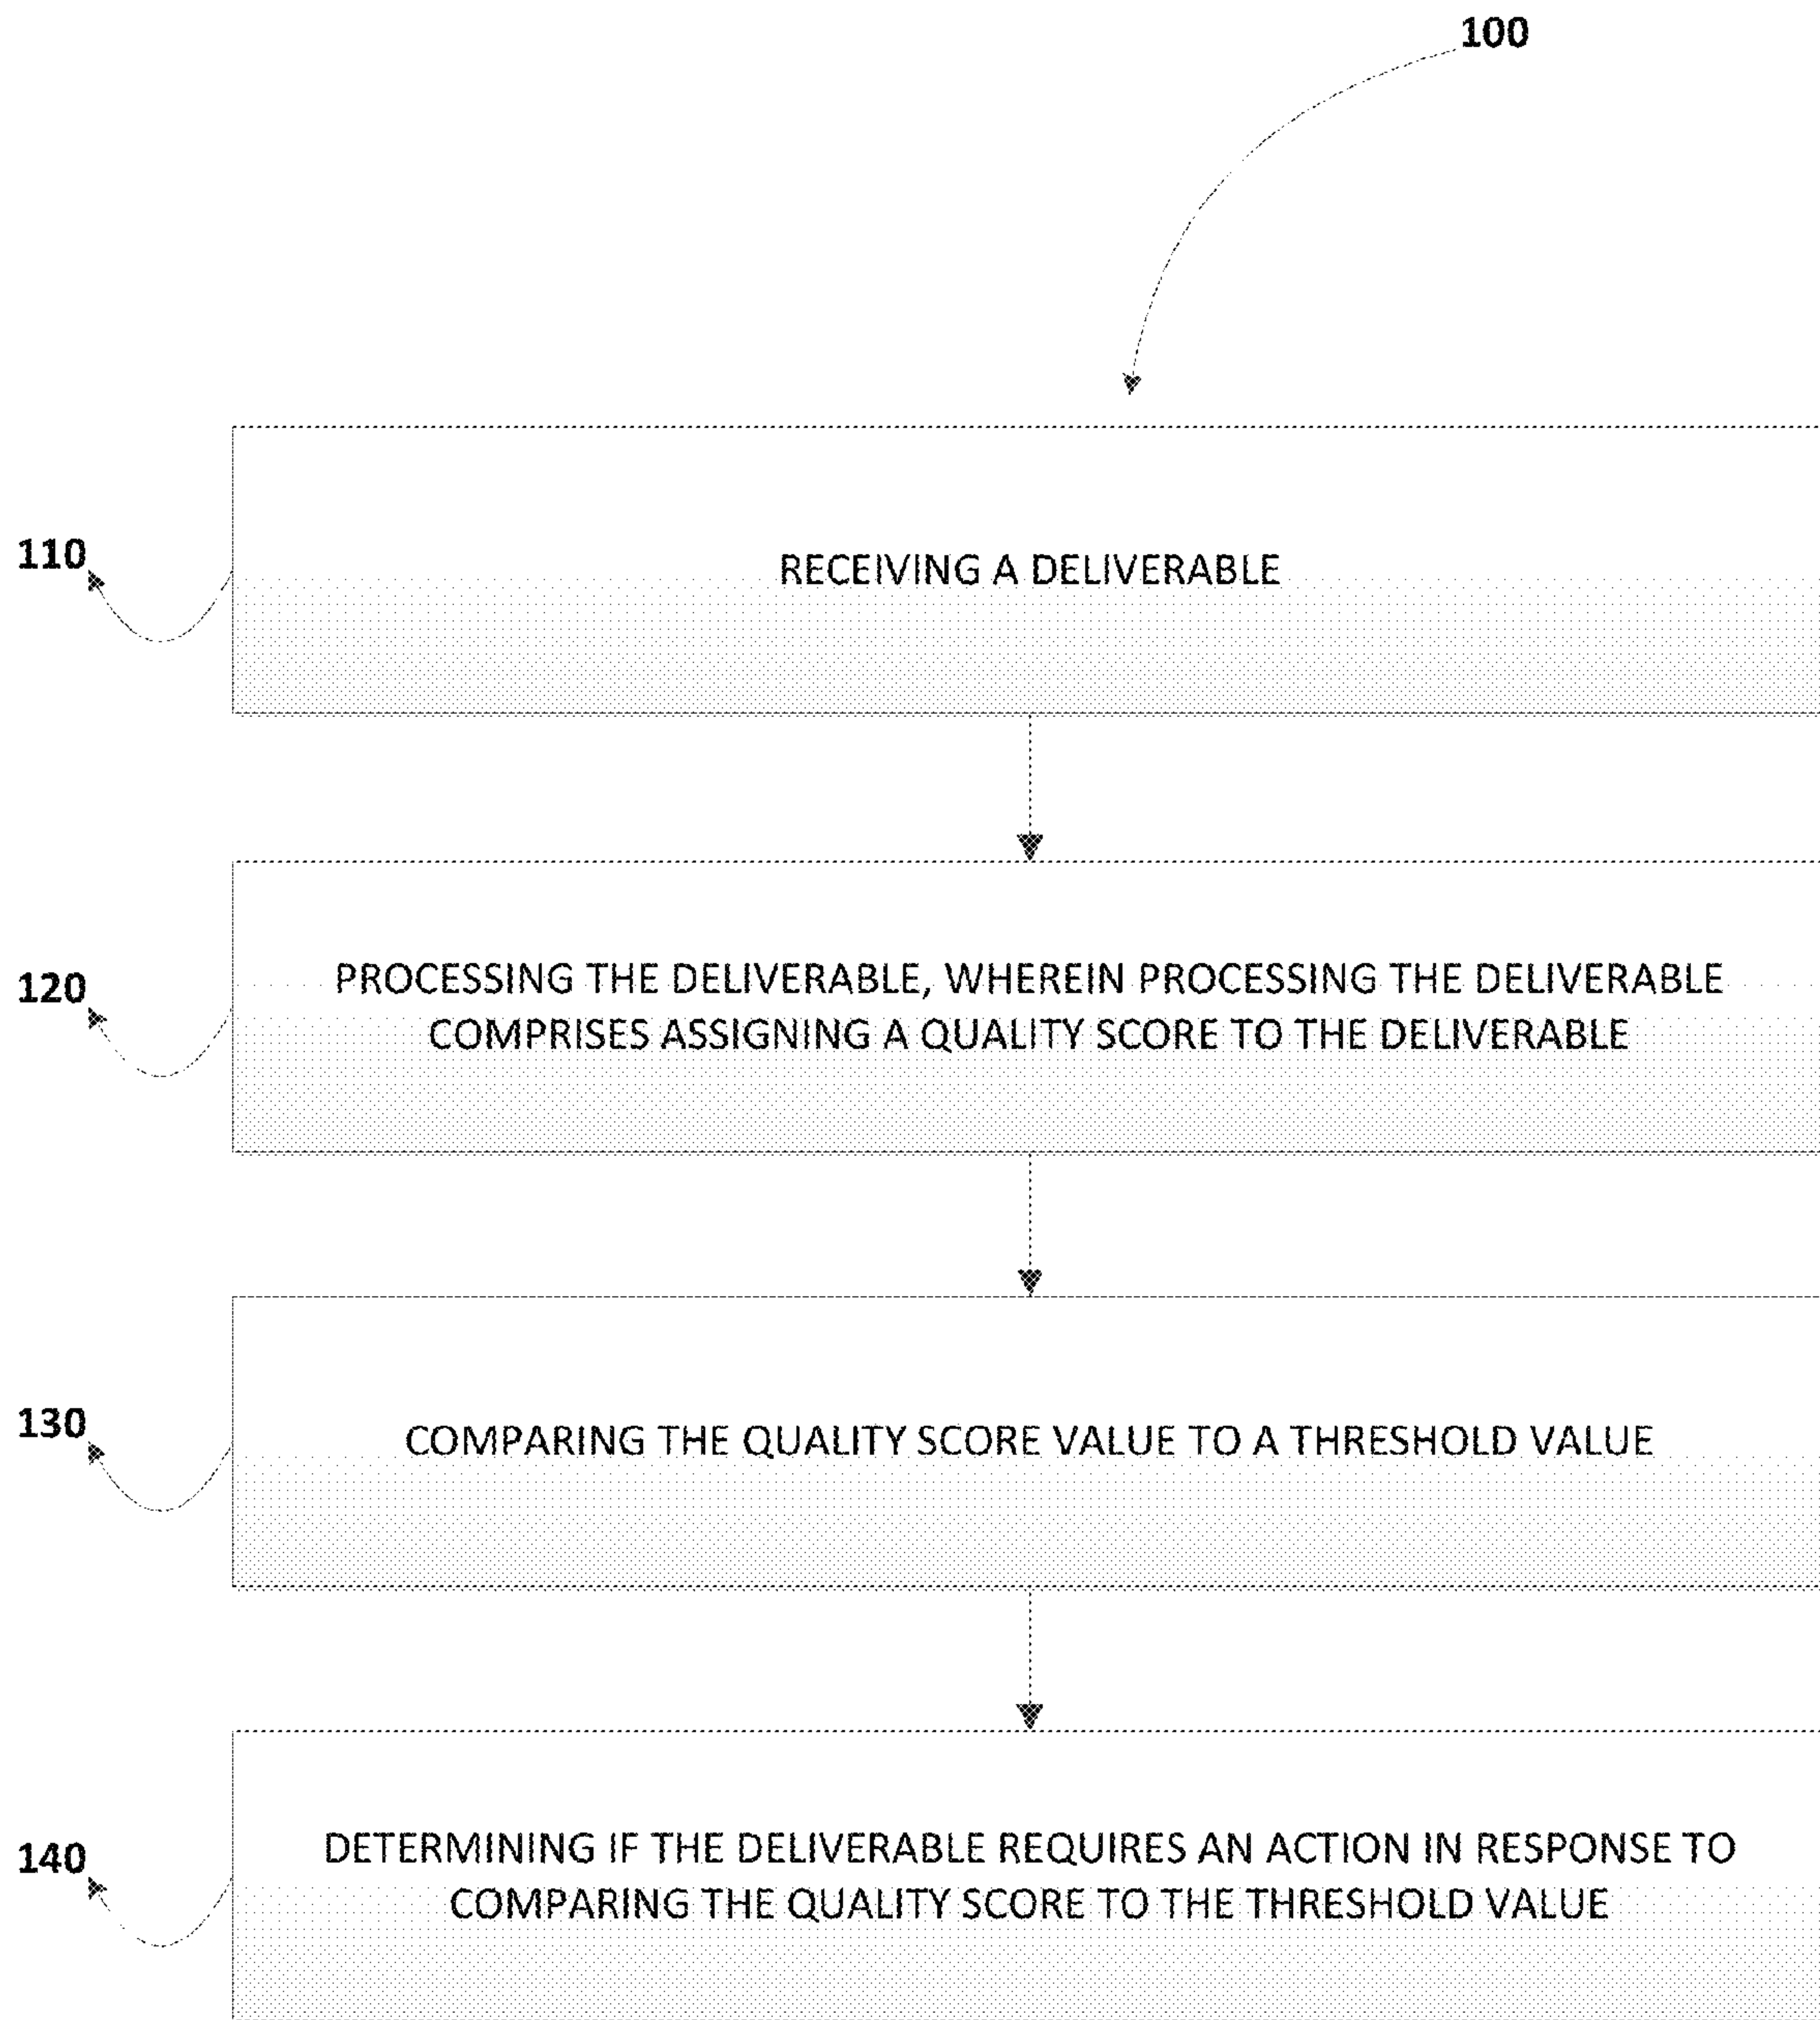 100
110
RECEIVING A DELIVERABLE
120
PROCESSING THE DELIVERABLE, WHEREIN PROCESSING THE DELIVERABLE
COMPRISES ASSIGNING A QUALITY SCORE TO THE DELIVERABLE
130
COMPARING THE QUALITY SCORE VALUE TO A THRESHOLD VALUE
140
DETERMINING IF THE DELIVERABLE REQUIRES AN ACTION IN RESPONSE TO
COMPARING THE QUALITY SCORE TO THE THRESHOLD VALUE